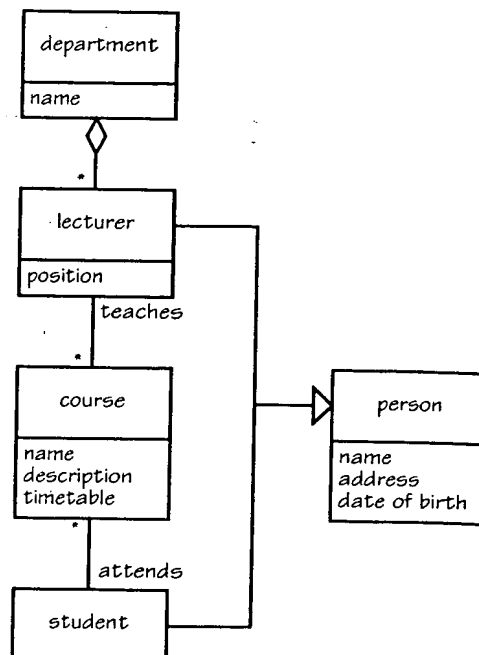 department
name
*
lecturer
position
teaches
*
course
name
description
timetable
*
attends
student
person
name
address
date of birth